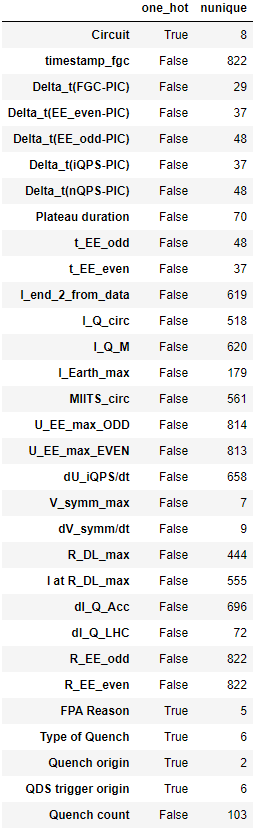 one_hot nunique
Circuit True 8
timestamp_fgc False 822
Delta_t(FGC-PIC) False 29
Delta_t(EE_even-PIC) False 37
Delta_t(EE_odd-PIC) False 48
Delta_t(iQPS-PIC) False 37
Delta_t(nQPS-PIC) False 48
Plateau duration False 70
t_EE_odd False 48
t_EE_even False 37
I_end_2_from_data False 619
I_Q_circ False 518
I_Q_M False 620
I_Earth_max False 179
MIITS_circ False 561
U_EE_max_ODD False 814
U_EE_max_EVEN False 813
dU_iQPS/dt False 658
V_symm_max False 7
dV_symm/dt False 9
R_DL_max False 444
I at R_DL_max False 555
dI_Q_Acc False 696
dI_Q_LHC False 72
R_EE_odd False 822
R_EE_even False 822
FPA Reason True 5
Type of Quench True 6
Quench origin True 2
QDS trigger origin True 6
Quench count False 103